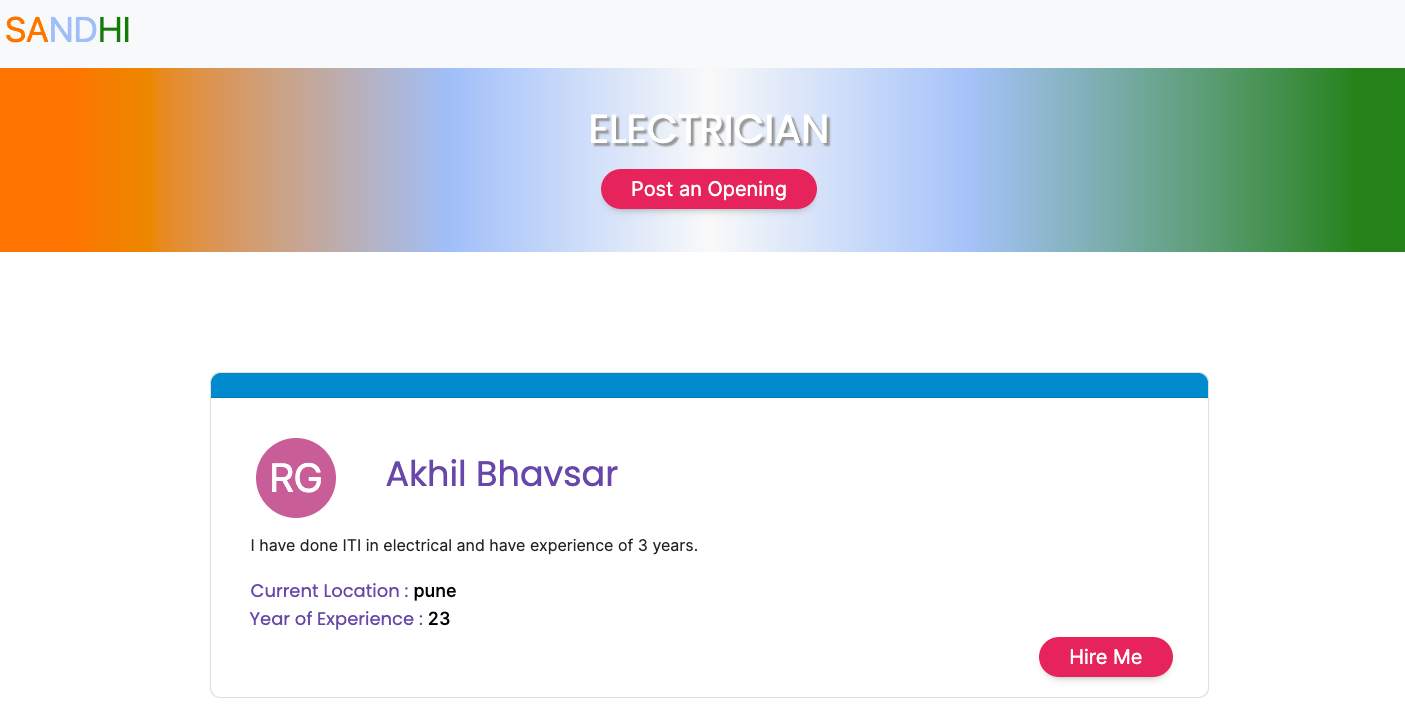 SANDHI
ELECTRICIAN
Post an Opening
RG
Akhil Bhavsar
I have done ITI in electrical and have experience of 3 years.
Current Location : pune
Year of Experience : 23
Hire Me